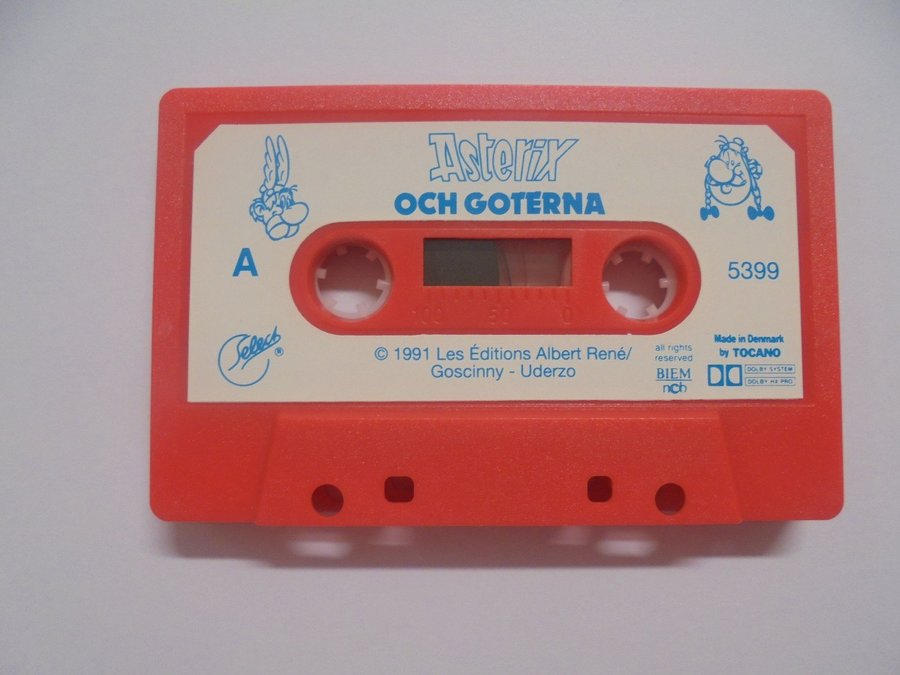 Asterix
OCH GOTERNA
A
5399
100 50 0
Select ®
© 1991 Les Éditions Albert René/
Goscinny - Uderzo
all rights
reserved
BIEM
ncb
Made in Denmark
by TOCANO
DOLBY SYSTEM
DOLBY HX PRO